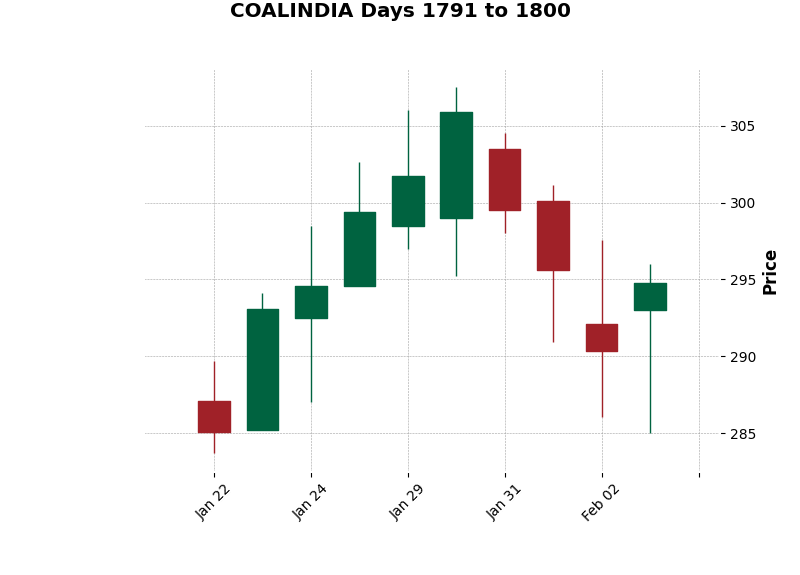 COALINDIA Days 1791 to 1800
305
300
295
290
285
Price
Jan 22
Jan 24
Jan 29
Jan 31
Feb 02